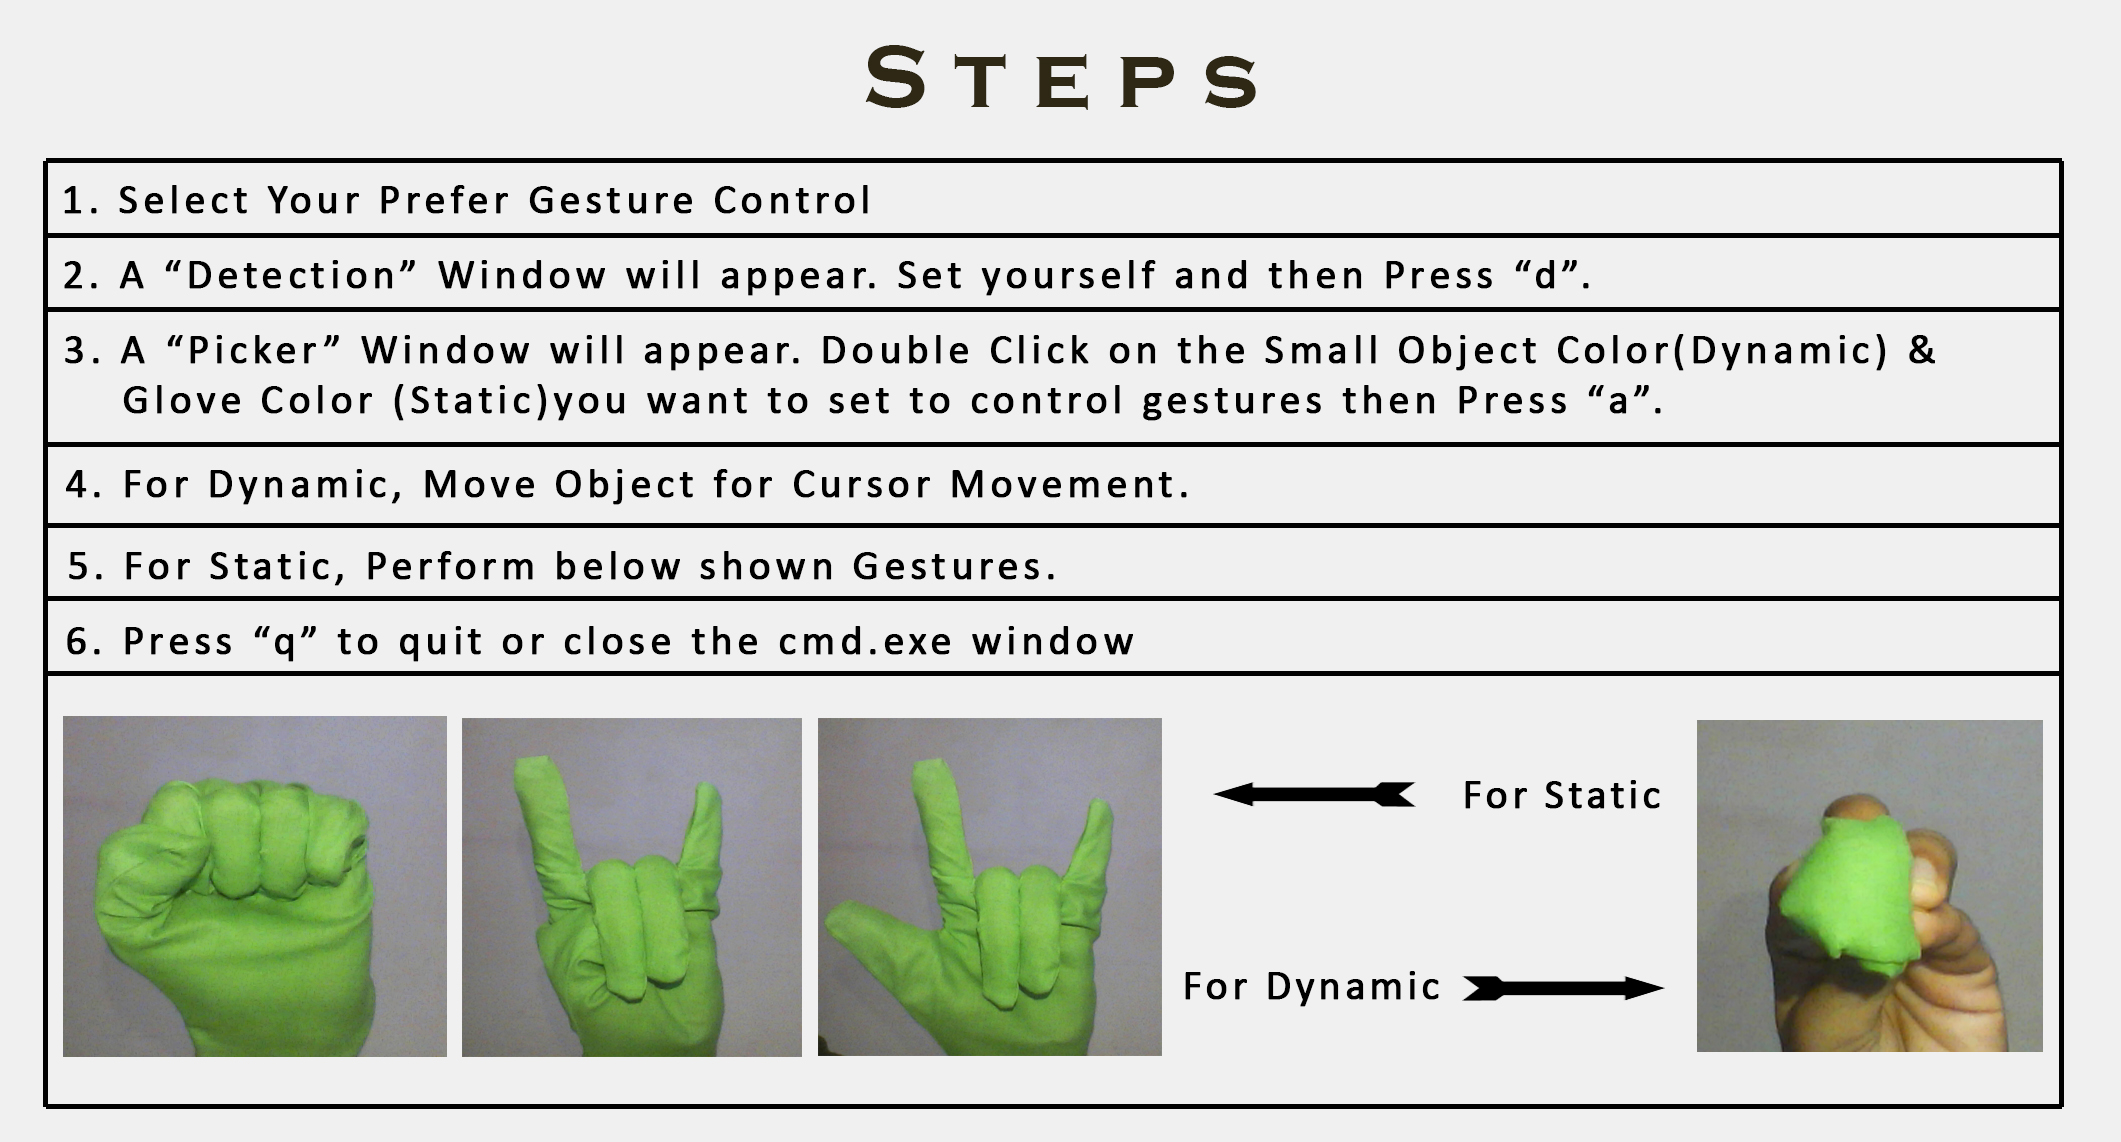 STEPS
1. Select Your Prefer Gesture Control
2. A “Detection” Window will appear. Set yourself and then Press “d”.
3. A “Picker” Window will appear. Double Click on the Small Object Color(Dynamic) &
Glove Color (Static)you want to set to control gestures then Press “a”.
4. For Dynamic, Move Object for Cursor Movement.
5. For Static, Perform below shown Gestures.
6. Press “q” to quit or close the cmd.exe window
For Static
For Dynamic